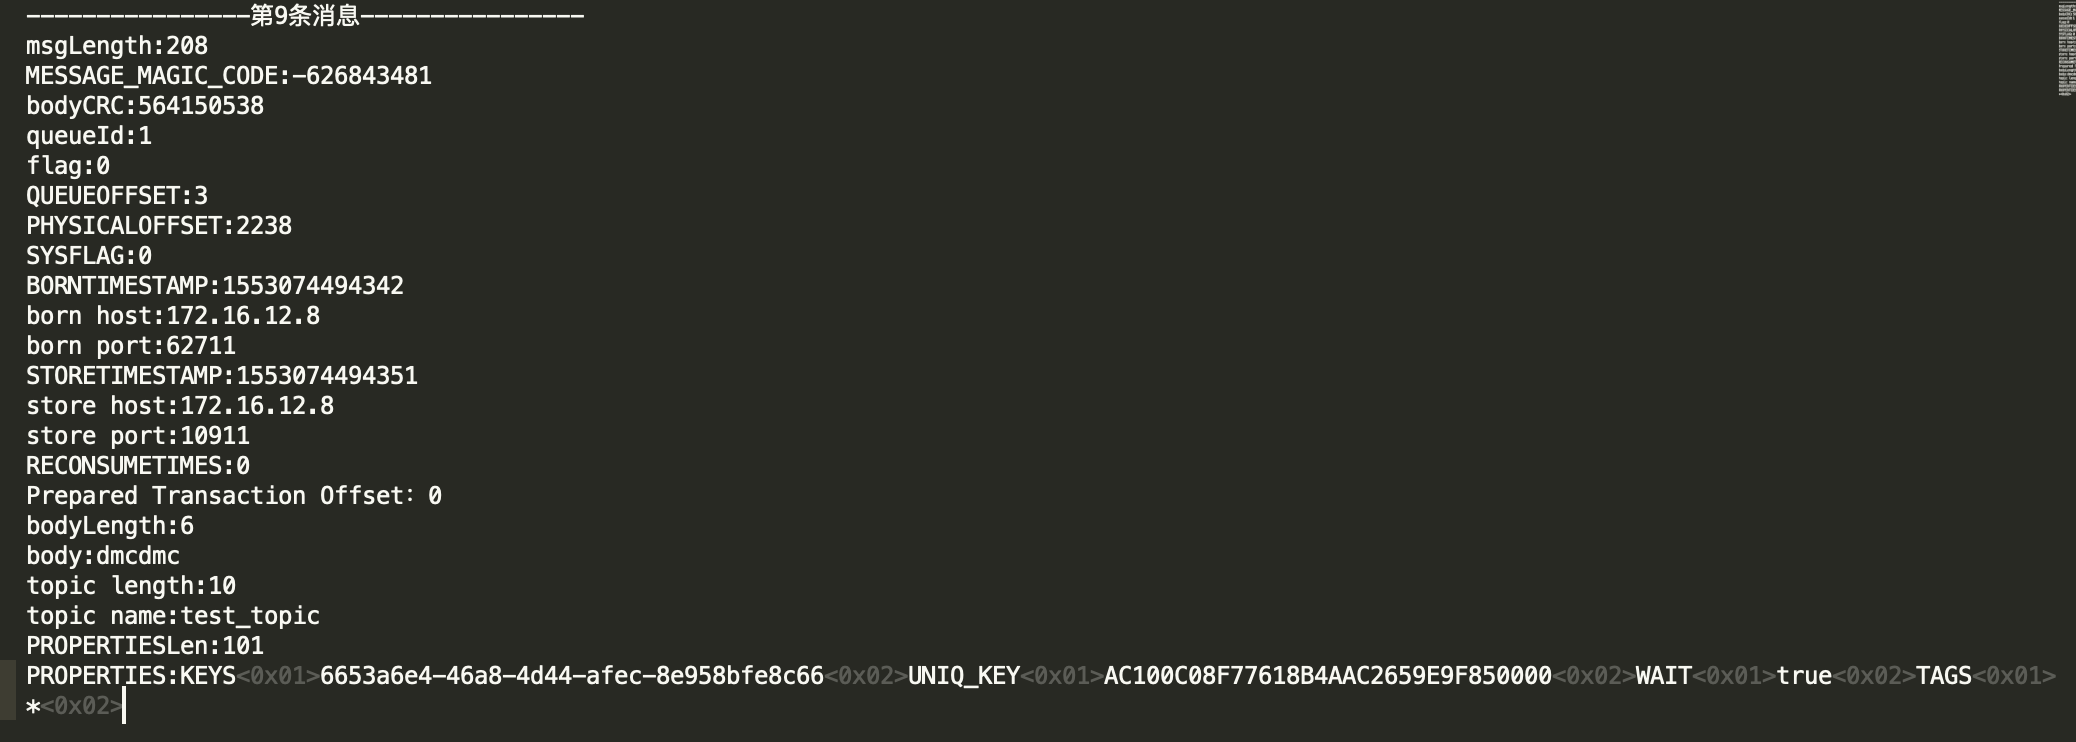 ----------------第9条消息----------------
msgLength:208
MESSAGE_MAGIC_CODE:-626843481
bodyCRC:564150538
queueId:1
flag:0
QUEUEOFFSET:3
PHYSICALOFFSET:2238
SYSFLAG:0
BORNTIMESTAMP:1553074494342
born host:172.16.12.8
born port:62711
STORETIMESTAMP:1553074494351
store host:172.16.12.8
store port:10911
RECONSUMETIMES:0
Prepared Transaction Offset：0
bodyLength:6
body:dmcdmc
topic length:10
topic name:test_topic
PROPERTIESLen:101
PROPERTIES:KEYS<0x01>6653a6e4-46a8-4d44-afec-8e958bfe8c66<0x02>UNIQ_KEY<0x01>AC100C08F77618B4AAC2659E9F850000<0x02>WAIT<0x01>true<0x02>TAGS<0x01>
*<0x02>